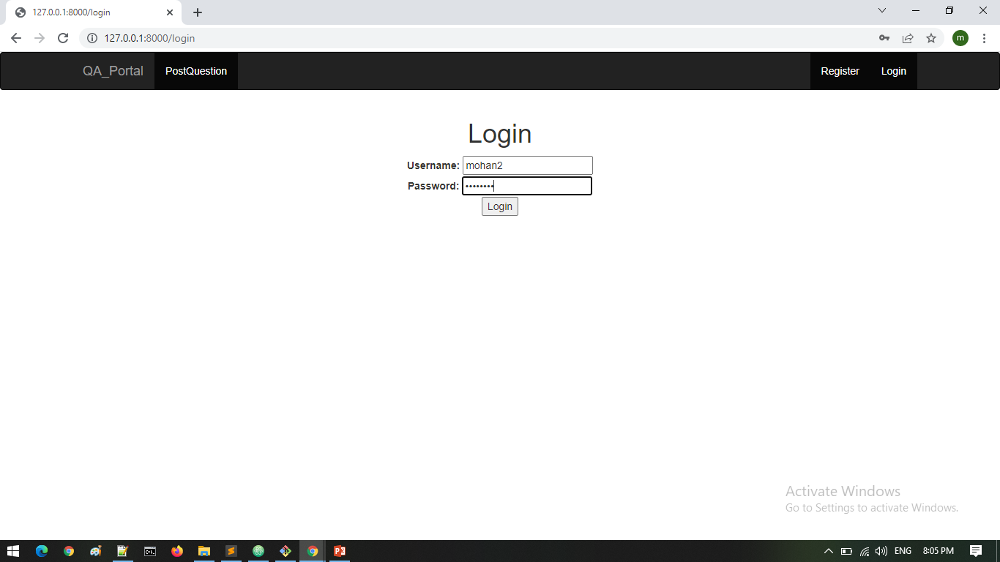 127.0.0.1:8000/login
127.0.0.1:8000/login
m
QA_Portal PostQuestion Register Login
Login
Username: mohan2
Password: ••••••••
Login
Activate Windows
Go to Settings to activate Windows.
ENG 8:05 PM